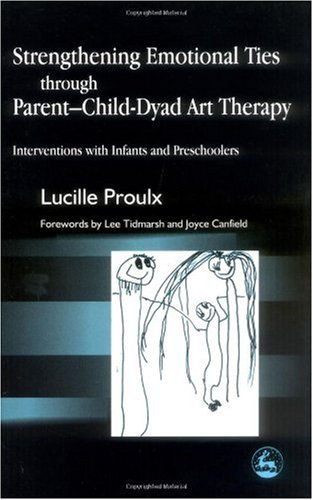 Strengthening Emotional Ties
through
Parent–Child-Dyad Art Therapy
Interventions with Infants and Preschoolers
Lucille Proulx
Forewords by Lee Tidmarsh and Joyce Canfield